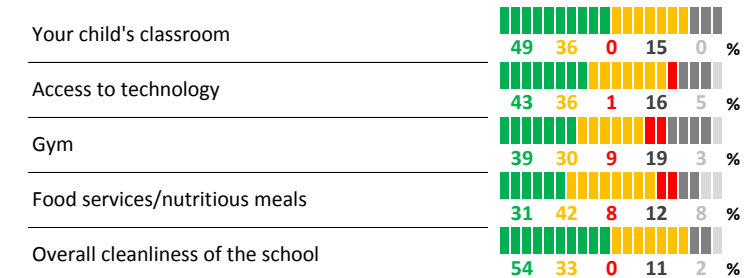 Your child's classroom
49 36 0 15 0 %
Access to technology
43 36 1 16 5 %
Gym
39 30 9 19 3 %
Food services/nutritious meals
31 42 8 12 8 %
Overall cleanliness of the school
54 33 0 11 2 %